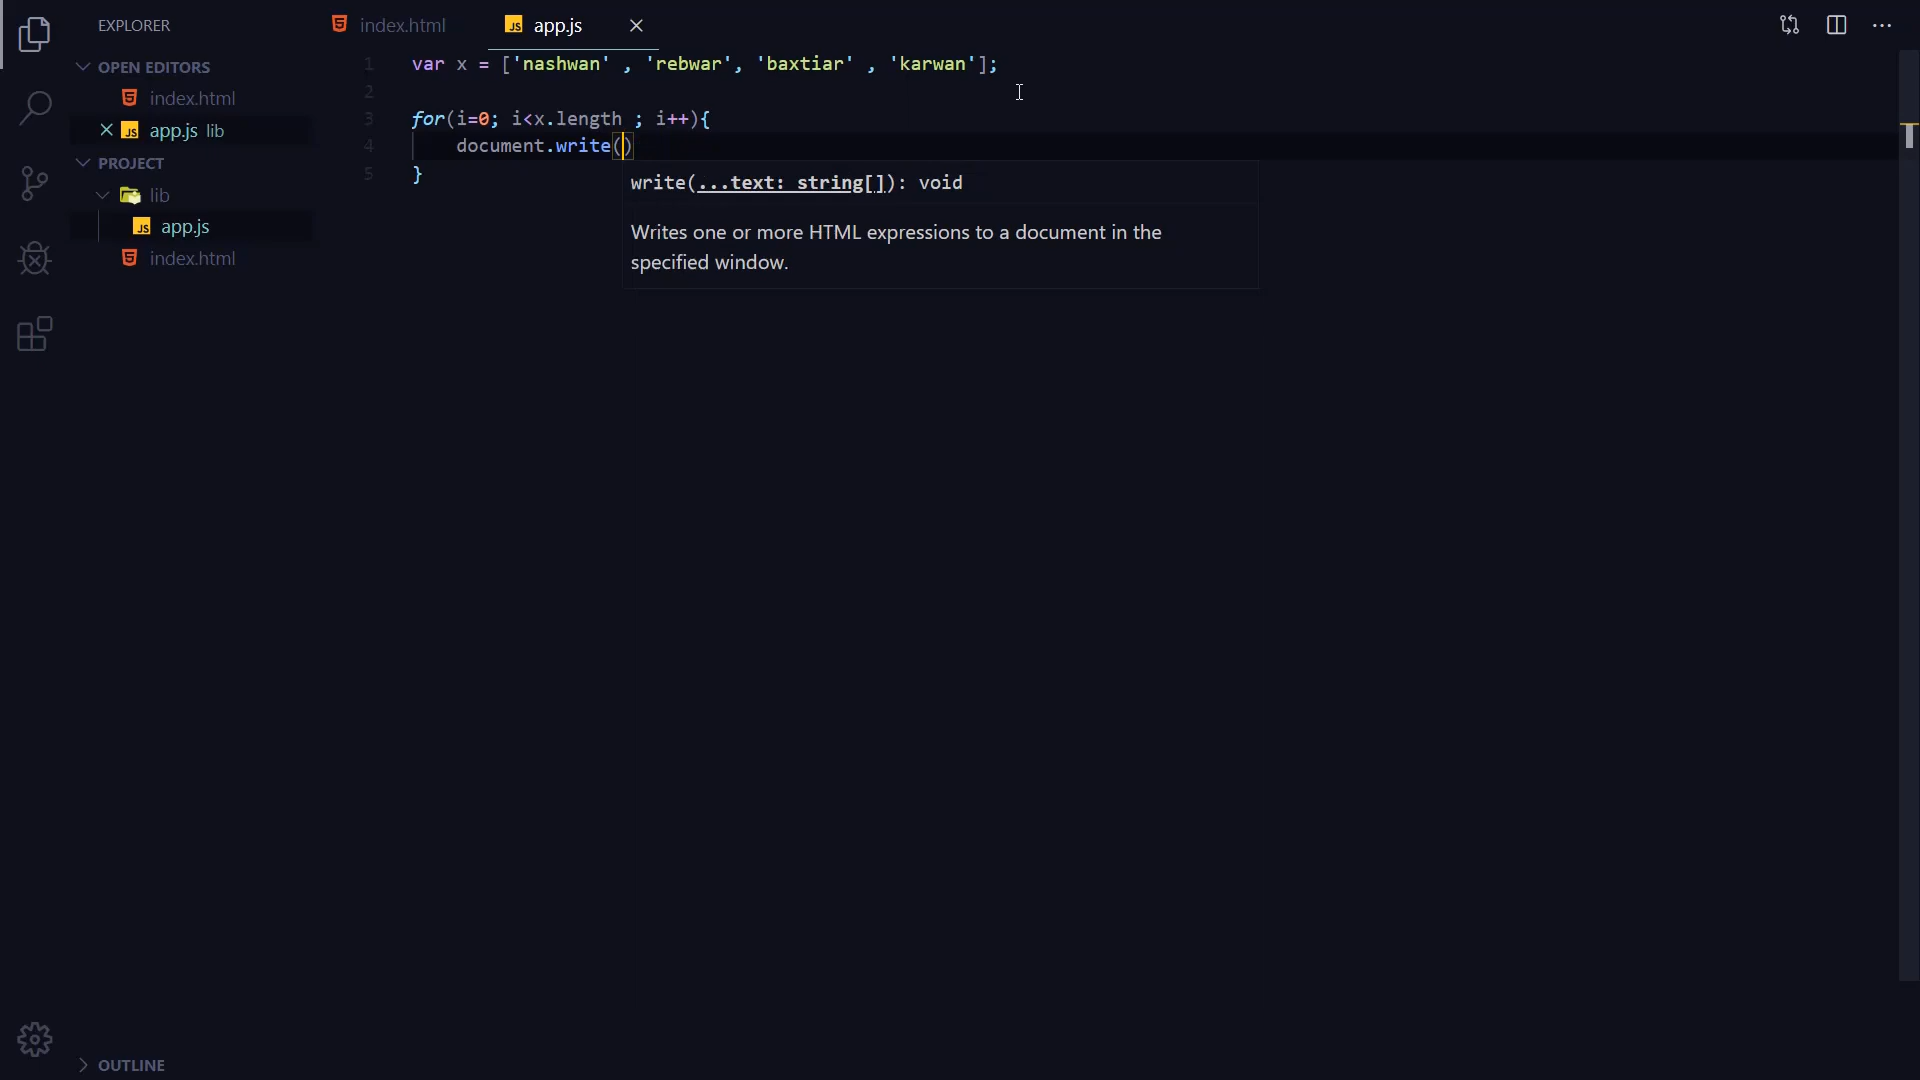 EXPLORER
OPEN EDITORS
index.html
app.js lib
PROJECT
lib
app.js
index.html
OUTLINE
index.html
app.js
1 var x = ['nashwan' , 'rebwar', 'baxtiar' , 'karwan'];
2
3 for(i=0; i<x.length ; i++){
4 document.write()
5 }
write(...text: string[]): void
Writes one or more HTML expressions to a document in the
specified window.